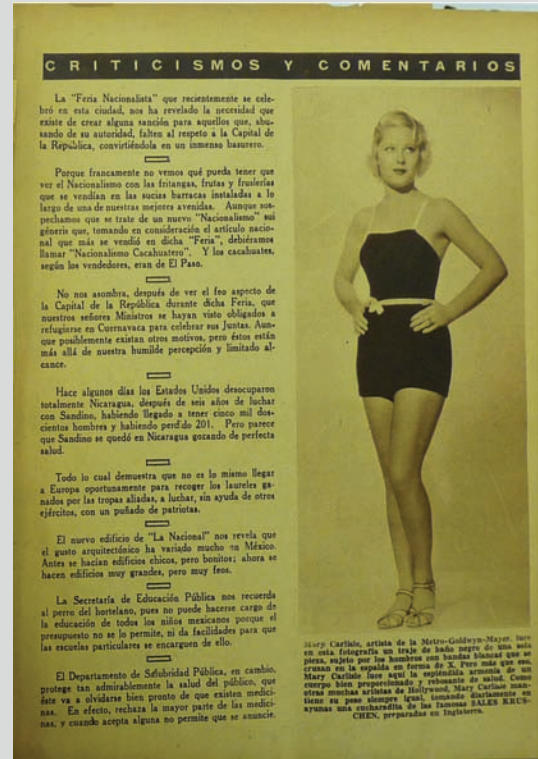 CRITICISMOS Y COMENTARIOS
La "Feria Nacionalista" que recientemente se cele-
bró en esta ciudad, nos ha revelado la necesidad que
existe de crear alguna sanción para aquellos que, abu-
sando de su autoridad, falten al respeto á la Capital de
la República, convirtiéndola en un inmenso basurero.
Porque francamente no vemos qué pueda tener que
ver el Nacionalismo con las fritangas, frutas y fruslerías
que se vendían en las sucias barracas instaladas a lo
largo de una de nuestras mejores avenidas. Aunque sos-
pechamos que se trate de un nuevo "Nacionalismo" sui
géneris que, tomando en consideración el artículo nacio-
nal que más se vendió en dicha "Feria", debiéramos
llamar "Nacionalismo Cacahuatero". Y los cacahuates,
según los vendedores, eran de El Paso.
No nos asombra, después de ver el feo aspecto de
la Capital de la República durante dicha Feria, que
nuestros señores Ministros se hayan visto obligados a
refugiarse en Cuernavaca para celebrar sus Juntas. Aun-
que posiblemente existan otros motivos, pero éstos están
más allá de nuestra humilde percepción y limitado al-
cance.
Hace algunos días los Estados Unidos desocuparon
totalmente Nicaragua, después de seis años de luchar
con Sandino, habiendo llegado a tener cinco mil dos-
cientos hombres y habiendo perdido 201. Pero parece
que Sandino se quedó en Nicaragua gozando de perfecta
salud.
Todo lo cual demuestra que no es lo mismo llegar
a Europa oportunamente para recoger los laureles ga-
nados por las tropas aliadas, a luchar, sin ayuda de otros
ejércitos, con un puñado de patriotas.
El nuevo edificio de "La Nacional" nos revela que
el gusto arquitectónico ha variado mucho en México.
Antes se hacían edificios chicos, pero bonitos; ahora se
hacen edificios muy grandes, pero muy feos.
La Secretaría de Educación Pública nos recuerda
al perro del hortelano, pues no puede hacerse cargo de
la educación de todos los niños mexicanos porque el
presupuesto no se lo permite, ni da facilidades para que
las escuelas particulares se encarguen de ello.
El Departamento de Salubridad Pública, en cambio,
protege tan admirablemente la salud del público, que
éste va a olvidarse bien pronto de que existen medici-
nas. En efecto, rechaza la mayor parte de las medici-
nas, y cuando acepta alguna no permite que se anuncie.
Mary Carlisle, artista de la Metro-Goldwyn-Mayer, luce
en esta fotografía un traje de baño negro de una sola
pieza, sujeto por los hombros con bandas blancas que se
cruzan en la espalda en forma de X. Pero más que eso,
Mary Carlisle luce aquí la espléndida armonía de un
cuerpo bien proporcionado y rebosante de salud. Como
otras muchas artistas de Hollywood, Mary Carlisle man-
tiene su peso siempre igual, tomando diariamente en
ayunas una cucharadita de las famosas SALES KRUS-
CHEN, preparadas en Inglaterra.